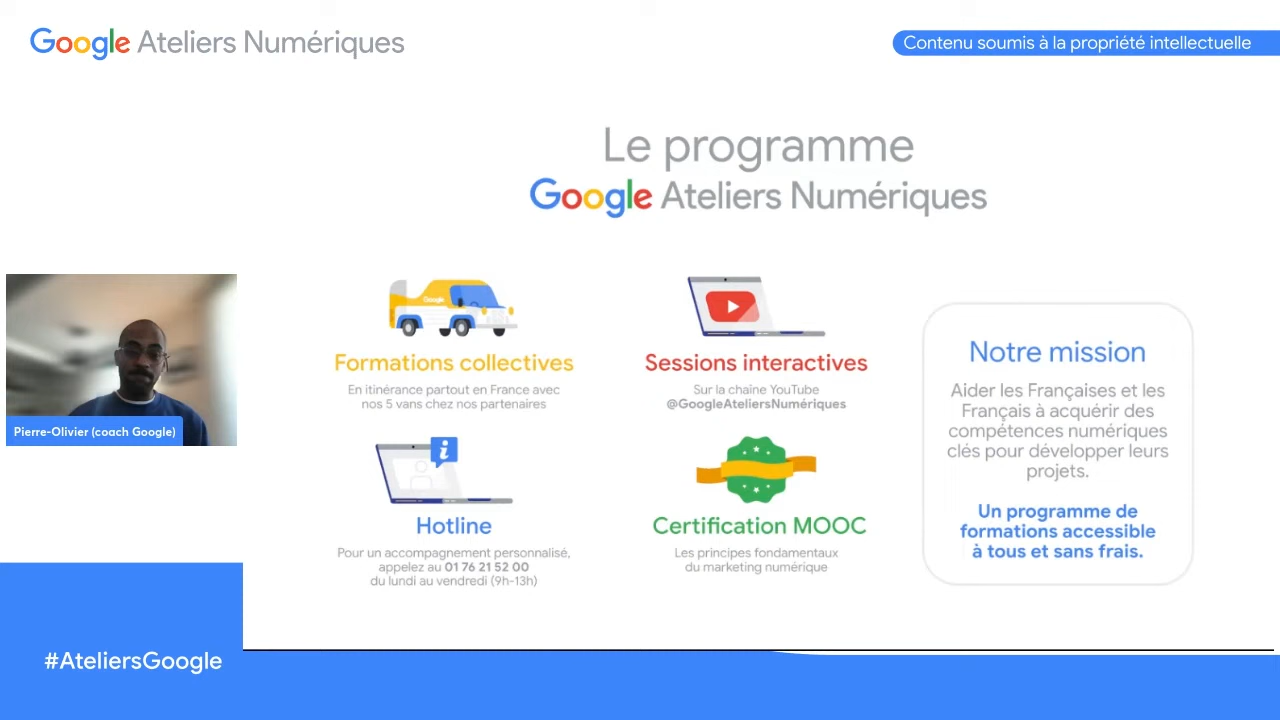 Google Ateliers Numériques
Contenu soumis à la propriété intellectuelle
Le programme
Google Ateliers Numériques
Google
Formations collectives
En itinérance partout en France avec
nos 5 vans chez nos partenaires
Sessions interactives
Sur la chaîne YouTube
@GoogleAteliersNumériques
i
Hotline
Pour un accompagnement personnalisé,
appelez au 01 76 21 52 00
du lundi au vendredi (9h-13h)
Certification MOOC
Les principes fondamentaux
du marketing numérique
Notre mission
Aider les Françaises et les
Français à acquérir des
compétences numériques
clés pour développer leurs
projets.
Un programme de
formations accessible
à tous et sans frais.
Pierre-Olivier (coach Google)
#AteliersGoogle